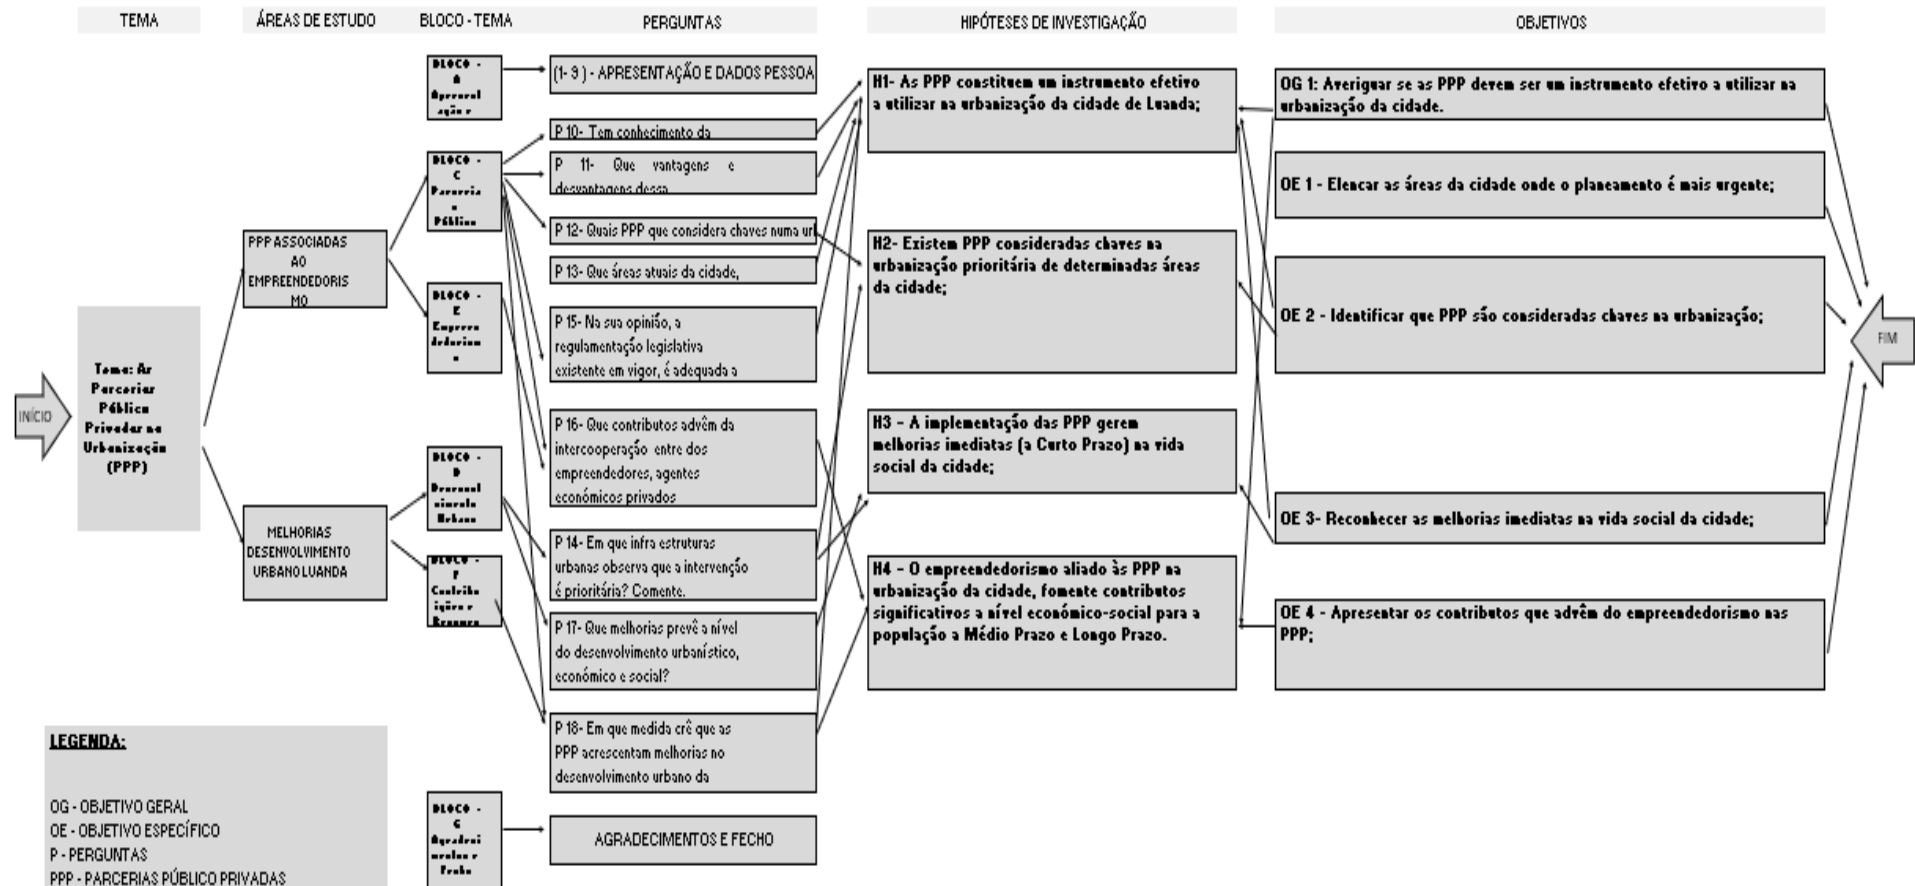 TEMA
ÁREAS DE ESTUDO
BLOCO - TEMA
PERGUNTAS
HIPÓTESES DE INVESTIGAÇÃO
OBJETIVOS
INÍCIO
Tema: As
Parcerias
Pública
Privadas na
Urbanização
(PPP)
PPP ASSOCIADAS
AO
EMPREENDEDORIS
MO
MELHORIAS
DESENVOLVIMENTO
URBANO LUANDA
BLOCO -
A
BLOCO -
C
Parceria
Pública
BLOCO -
E
BLOCO -
D
Urbano
BLOCO -
F
BLOCO -
G
(1- 9 ) - APRESENTAÇÃO E DADOS PESSOA
P 10- Tem conhecimento da
P 11- Que vantagens e
desvantagens dessa
P 12- Quais PPP que considera chaves numa url
P 13- Que áreas atuais da cidade,
P 15- Na sua opinião, a
regulamentação legislativa
existente em vigor, é adequada a
P 16- Que contributos advêm da
intercooperação entre dos
empreendedores, agentes
económicos privados
P 14- Em que infra estruturas
urbanas observa que a intervenção
é prioritária? Comente.
P 17- Que melhorias prevê a nível
do desenvolvimento urbanístico,
económico e social?
P 18- Em que medida crê que as
PPP acrescentam melhorias no
desenvolvimento urbano da
AGRADECIMENTOS E FECHO
H1- As PPP constituem um instrumento efetivo
a utilizar na urbanização da cidade de Luanda;
H2- Existem PPP consideradas chaves na
urbanização prioritária de determinadas áreas
da cidade;
H3 - A implementação das PPP gerem
melhorias imediatas (a Curto Prazo) na vida
social da cidade;
H4 - O empreendedorismo aliado às PPP na
urbanização da cidade, fomente contributos
significativos a nível económico-social para a
população a Médio Prazo e Longo Prazo.
OG 1: Averiguar se as PPP devem ser um instrumento efetivo a utilizar na
urbanização da cidade.
OE 1 - Elencar as áreas da cidade onde o planeamento é mais urgente;
OE 2 - Identificar que PPP são consideradas chaves na urbanização;
OE 3- Reconhecer as melhorias imediatas na vida social da cidade;
OE 4 - Apresentar os contributos que advêm do empreendedorismo nas
PPP;
FIM
LEGENDA:
OG - OBJETIVO GERAL
OE - OBJETIVO ESPECÍFICO
P - PERGUNTAS
PPP - PARCERIAS PÚBLICO PRIVADAS